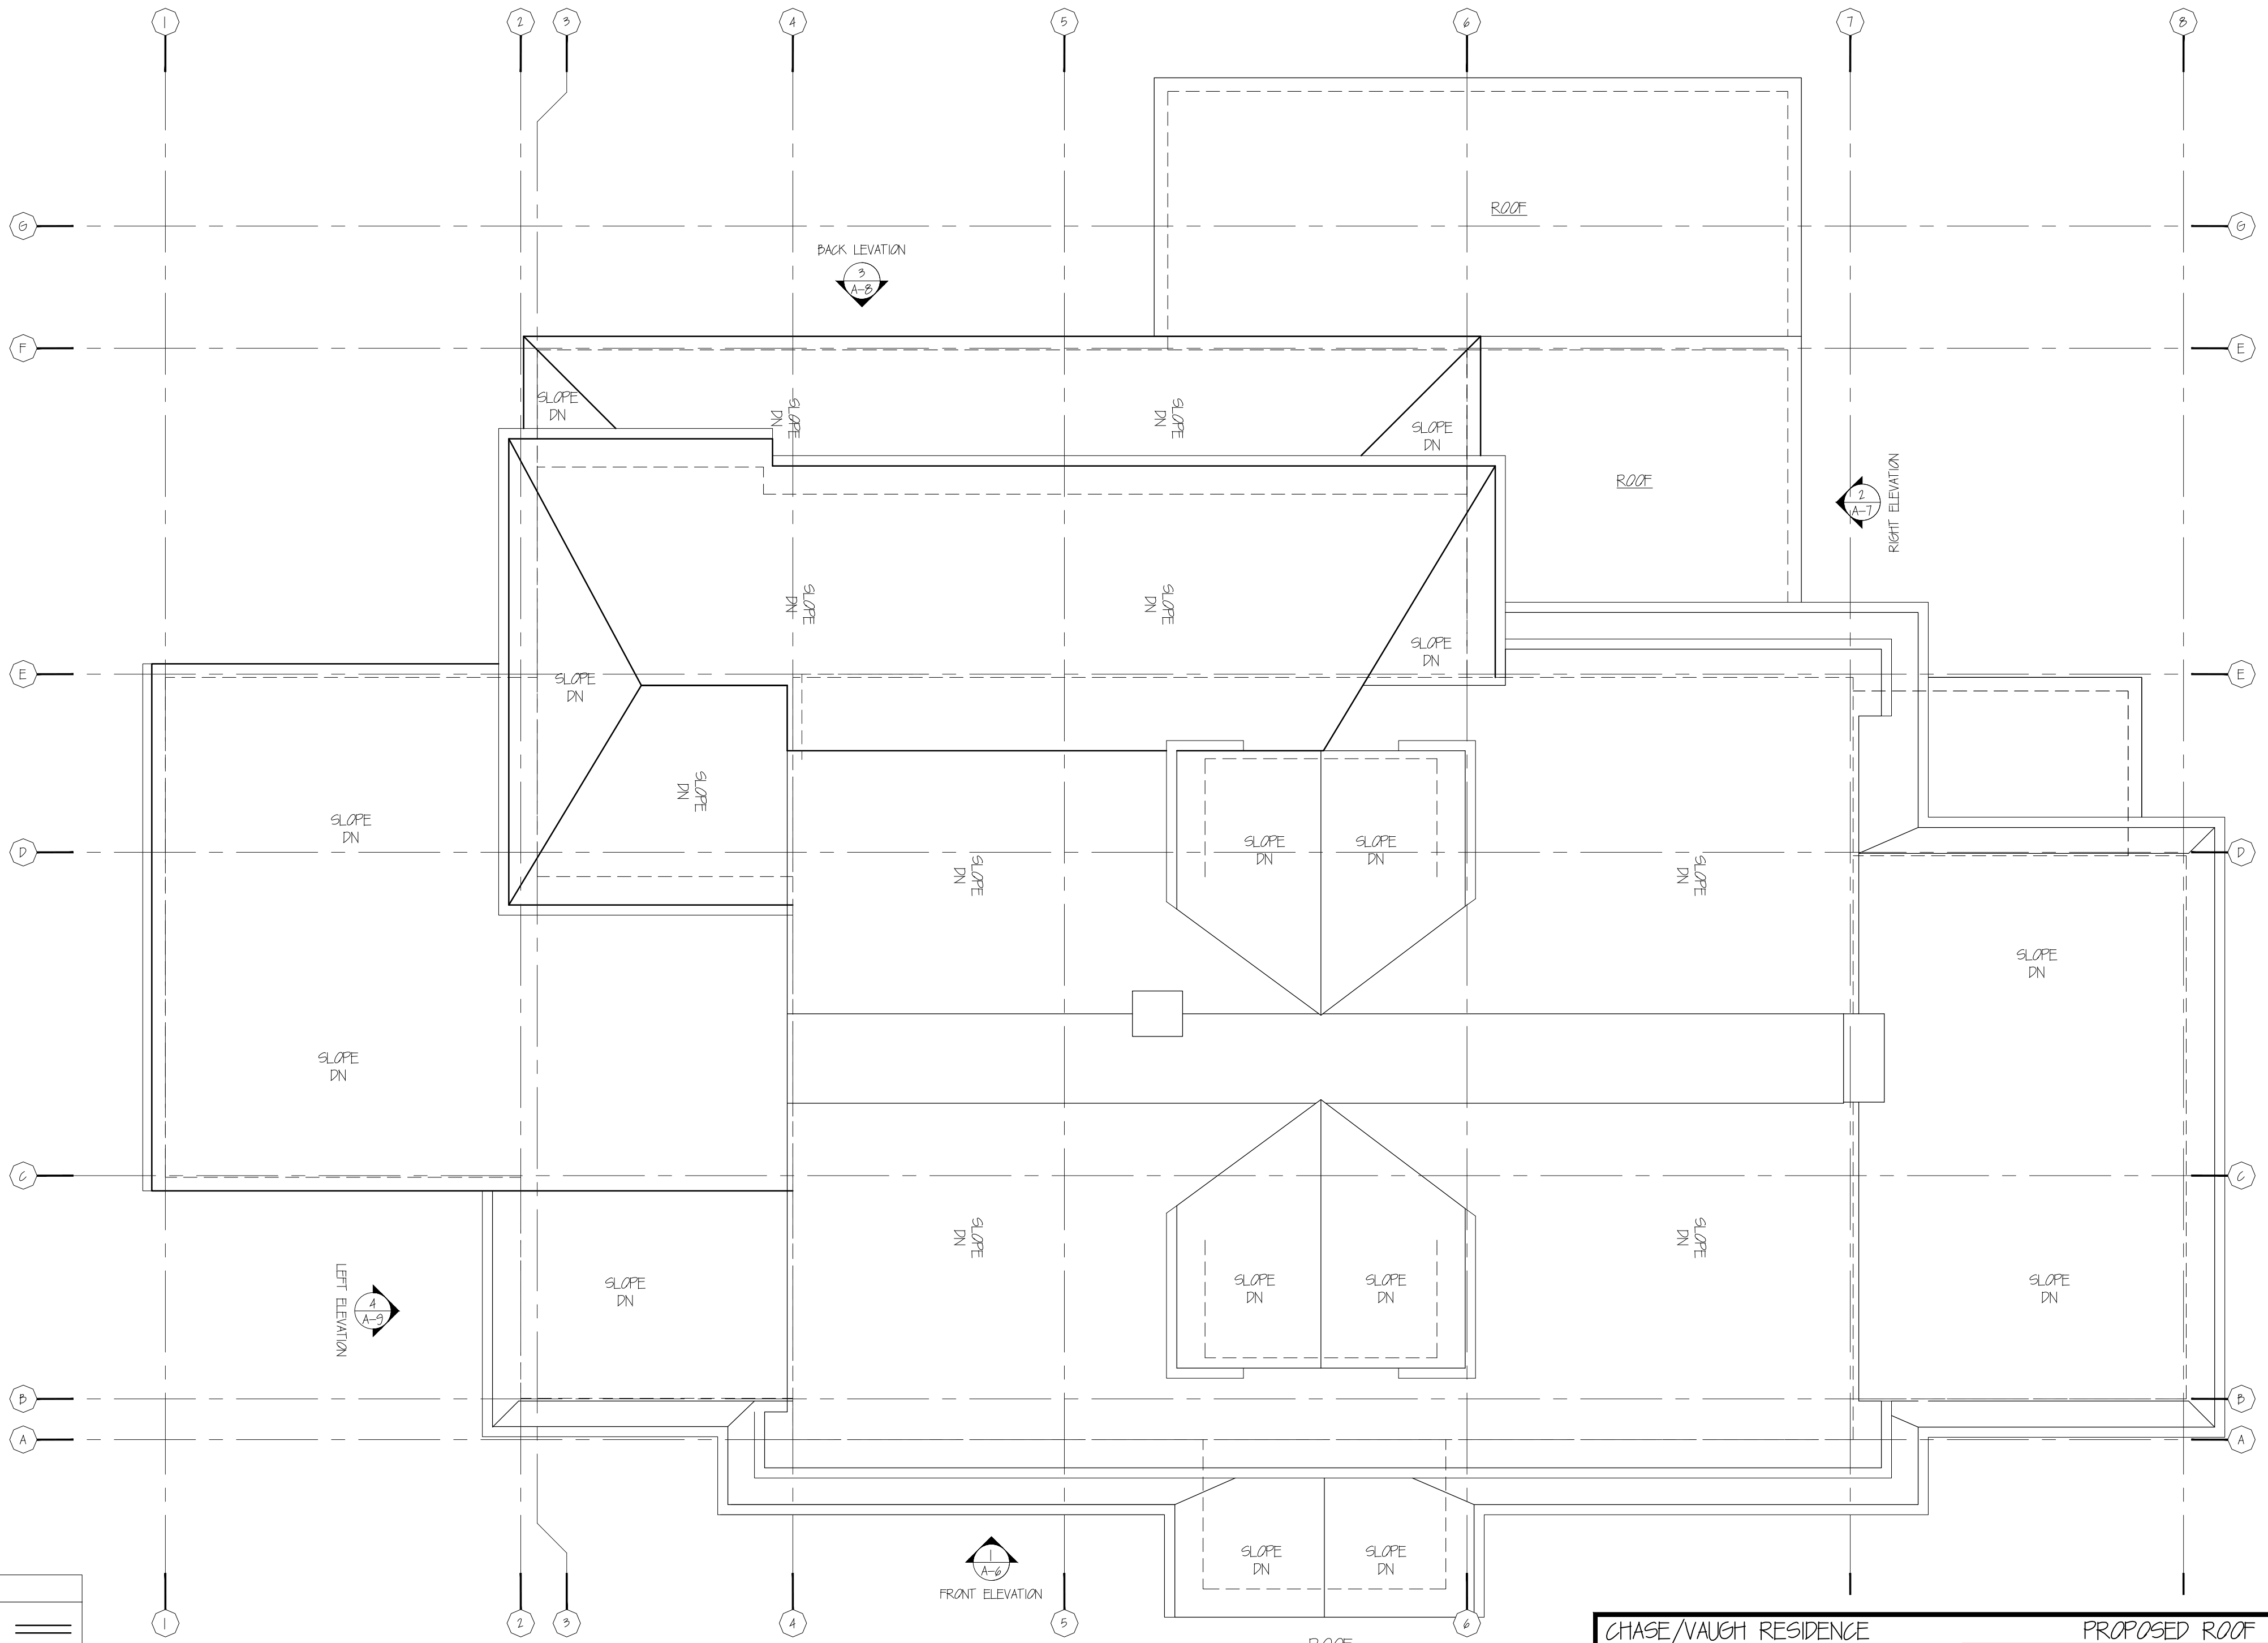 1
2
3
4
5
6
7
8
ROOF
G
G
BACK LEVATION
3
A-8
F
E
SLOPE
DN
SLOPE
DN
SLOPE
DN
SLOPE
DN
ROOF
2
A-7
RIGHT ELEVATION
SLOPE
DN
SLOPE
DN
SLOPE
DN
E
E
SLOPE
DN
SLOPE
DN
SLOPE
DN
SLOPE
DN
SLOPE
DN
D
D
SLOPE
DN
SLOPE
DN
SLOPE
DN
SLOPE
DN
C
C
SLOPE
DN
SLOPE
DN
SLOPE
DN
SLOPE
DN
SLOPE
DN
SLOPE
DN
LEFT ELEVATION
4
A-9
B
B
A
A
SLOPE
DN
SLOPE
DN
1
A-6
FRONT ELEVATION
1
2
3
4
5
6
ROOF
CHASE/VAUGH RESIDENCE
PROPOSED ROOF